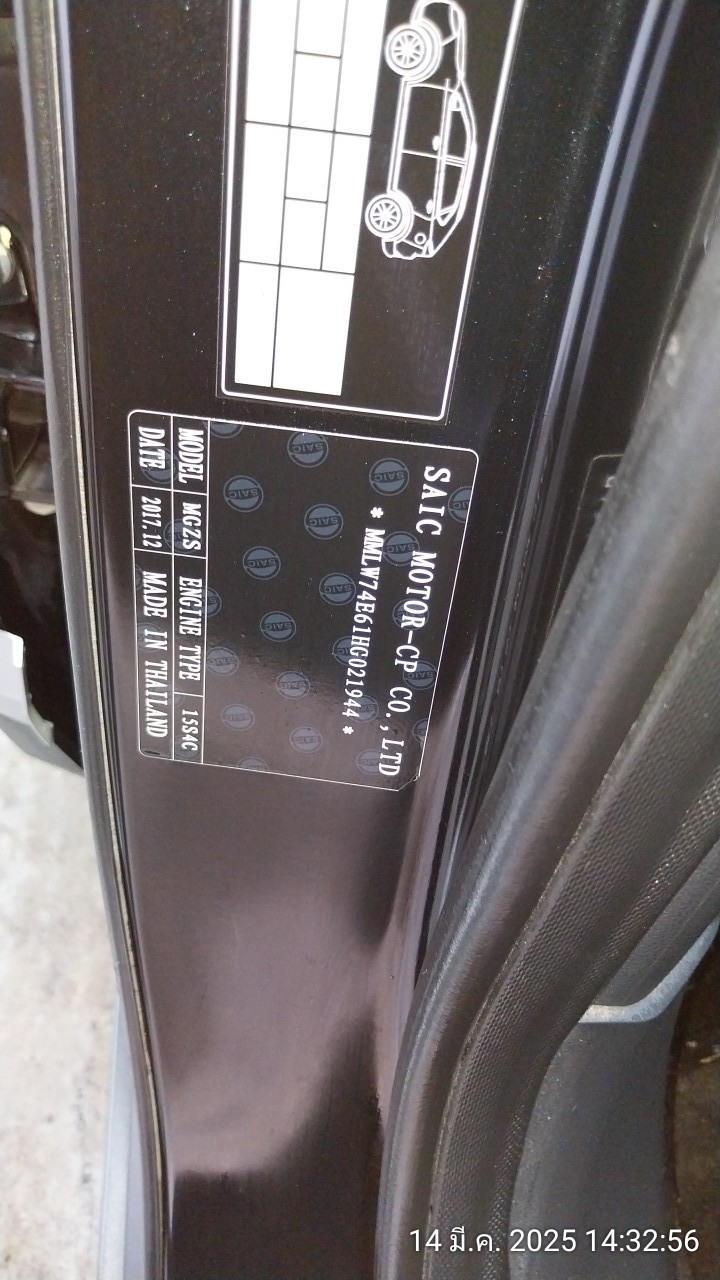 SAIC MOTOR-CP CO.,LTD
* MMLW74E61HG021944 *
MODEL MGZS ENGINE TYPE 15S4C
DATE 2017.12 MADE IN THAILAND
14 มี.ค. 2025 14:32:56